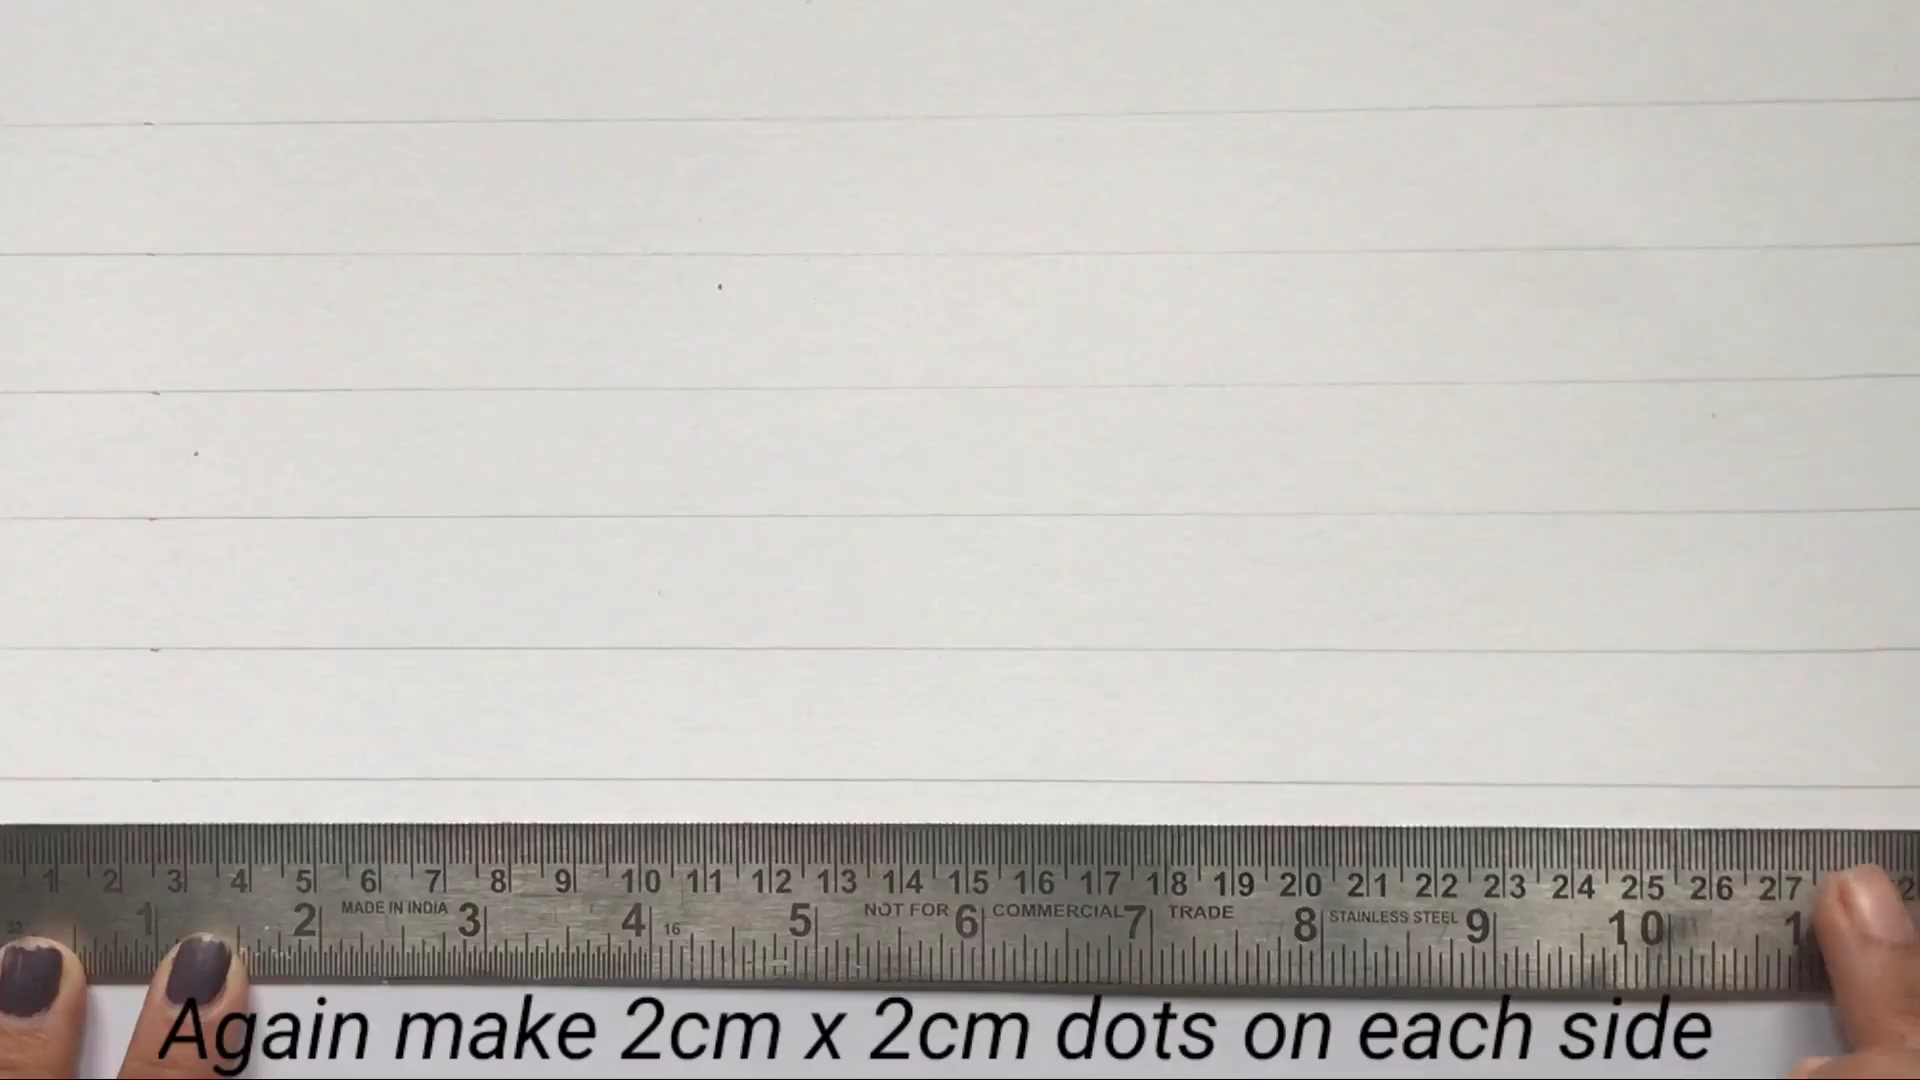 1 2 3 4 5 6 7 8 9 10 11 12 13 14 15 16 17 18 19 20 21 22 23 24 25 26 27
32 1 2 MADE IN INDIA 3 4 16 5 NOT FOR 6 COMMERCIAL 7 TRADE 8 STAINLESS STEEL 9 10
Again make 2cm x 2cm dots on each side